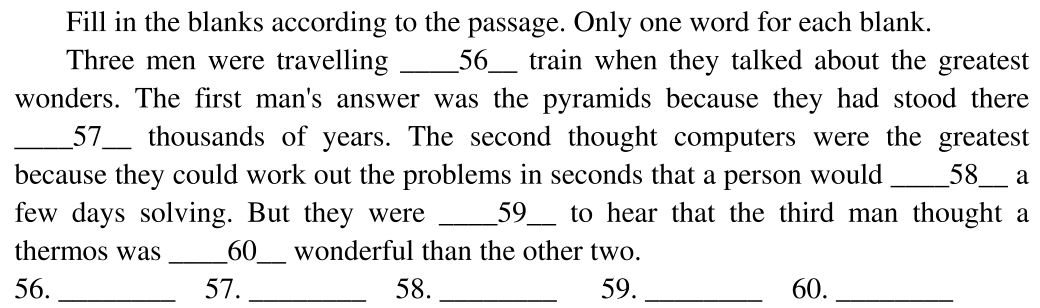 Fill in the blanks according to the passage. Only one word for each blank.
Three men were travelling ____56__ train when they talked about the greatest
wonders. The first man's answer was the pyramids because they had stood there
____57__ thousands of years. The second thought computers were the greatest
because they could work out the problems in seconds that a person would ____58__ a
few days solving. But they were ____59__ to hear that the third man thought a
thermos was ____60__ wonderful than the other two.
56. ________ 57. ________ 58. ________ 59. ________ 60. ________